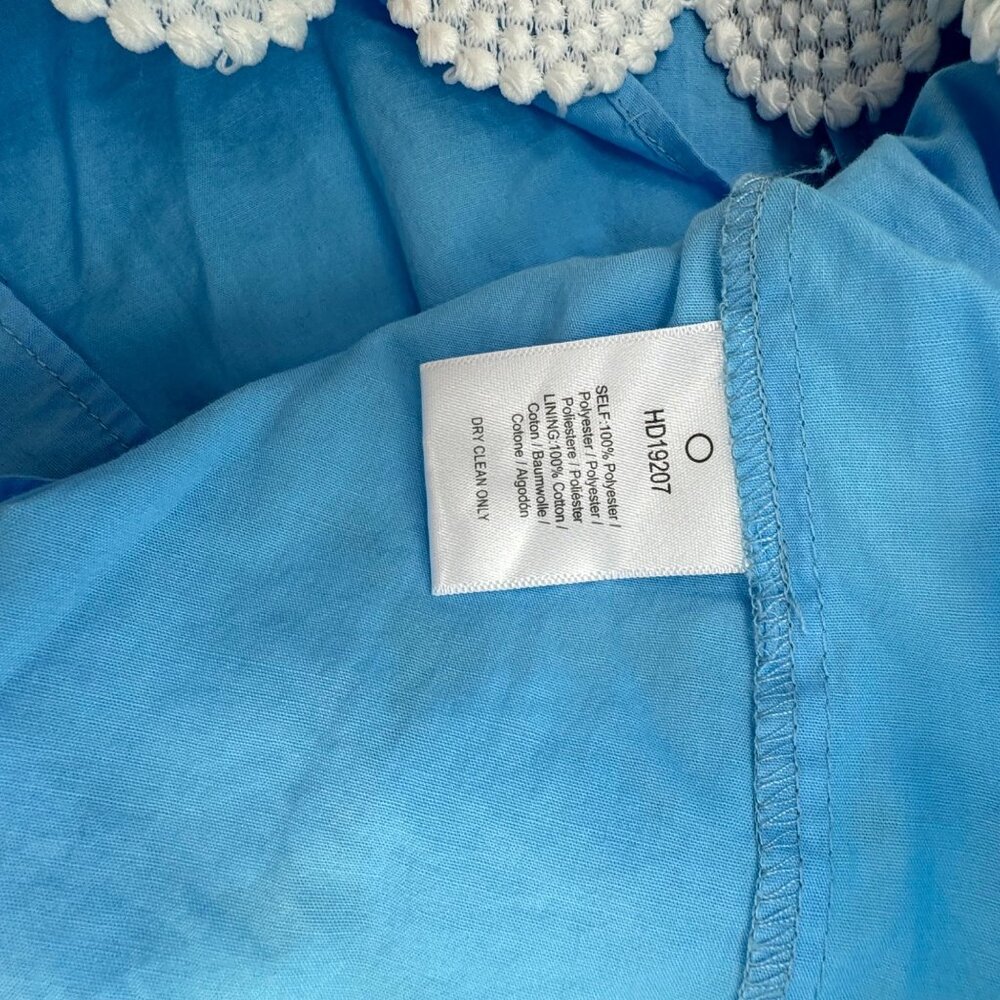 HD19207
SELF:100% Polyester /
Polyester / Polyester /
Poliestere / Poliéster
LINING:100% Cotton /
Coton / Baumwolle /
Cotone / Algodón
DRY CLEAN ONLY